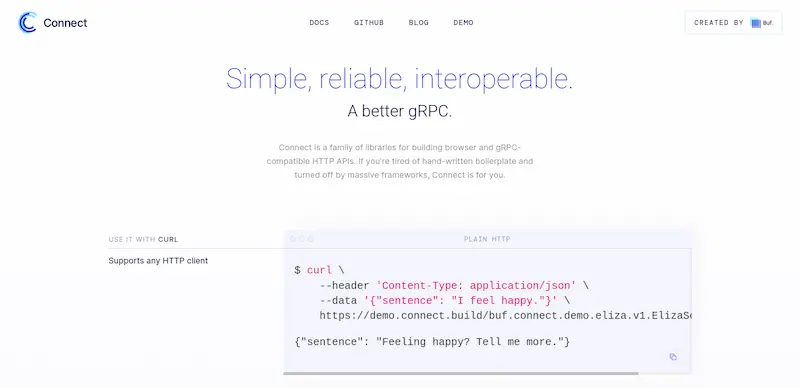 Connect
DOCS GITHUB BLOG DEMO
CREATED BY Buf.
Simple, reliable, interoperable.
A better gRPC.
Connect is a family of libraries for building browser and gRPC-
compatible HTTP APIs. If you're tired of hand-written boilerplate and
turned off by massive frameworks, Connect is for you.
USE IT WITH CURL
Supports any HTTP client
PLAIN HTTP
$ curl \
--header 'Content-Type: application/json' \
--data '{"sentence": "I feel happy."}' \
https://demo.connect.build/buf.connect.demo.eliza.v1.ElizaSe
{"sentence": "Feeling happy? Tell me more."}